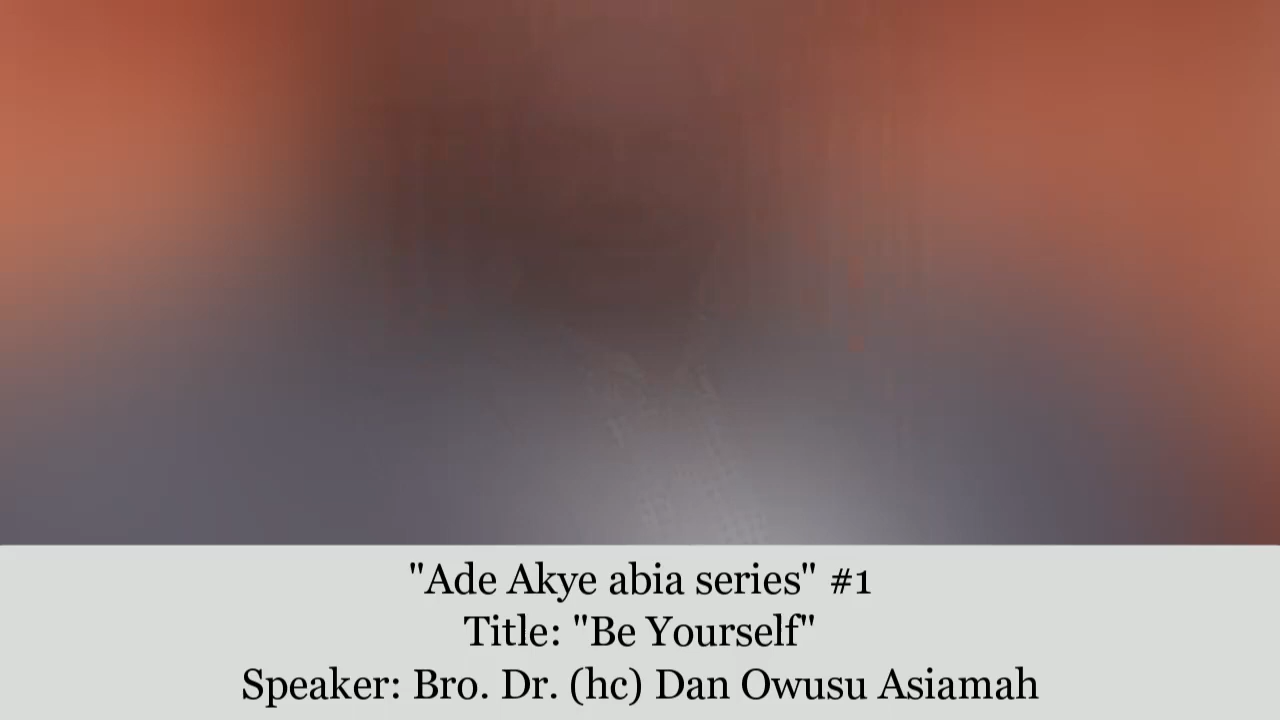 "Ade Akye abia series" #1
Title: "Be Yourself"
Speaker: Bro. Dr. (hc) Dan Owusu Asiamah